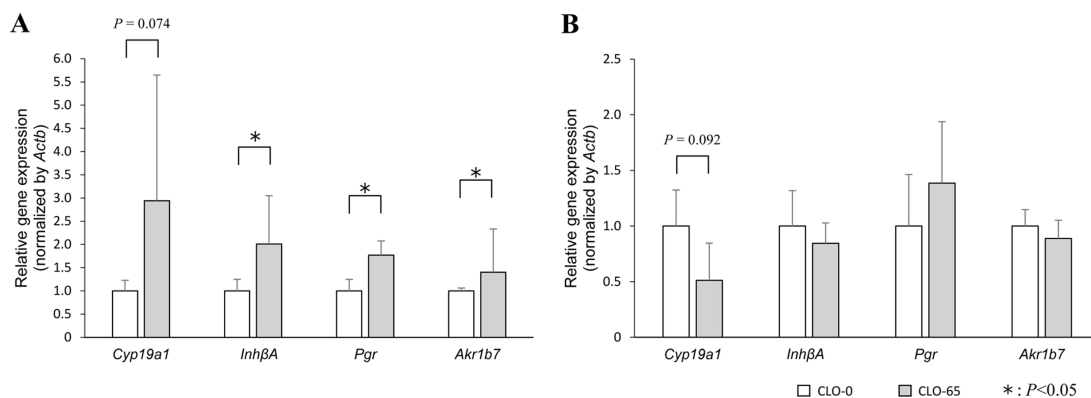 A
P = 0.074
Relative gene expression
(normalized by Actb)
6.0
5.5
5.0
4.5
4.0
3.5
3.0
2.5
2.0
1.5
1.0
0.5
0
*
*
*
Cyp19a1
InhβA
Pgr
Akr1b7
B
Relative gene expression
(normalized by Actb)
2.5
2.0
1.5
1.0
0.5
0.0
P = 0.092
Cyp19a1
InhβA
Pgr
Akr1b7
CLO-0
CLO-65
*: P<0.05